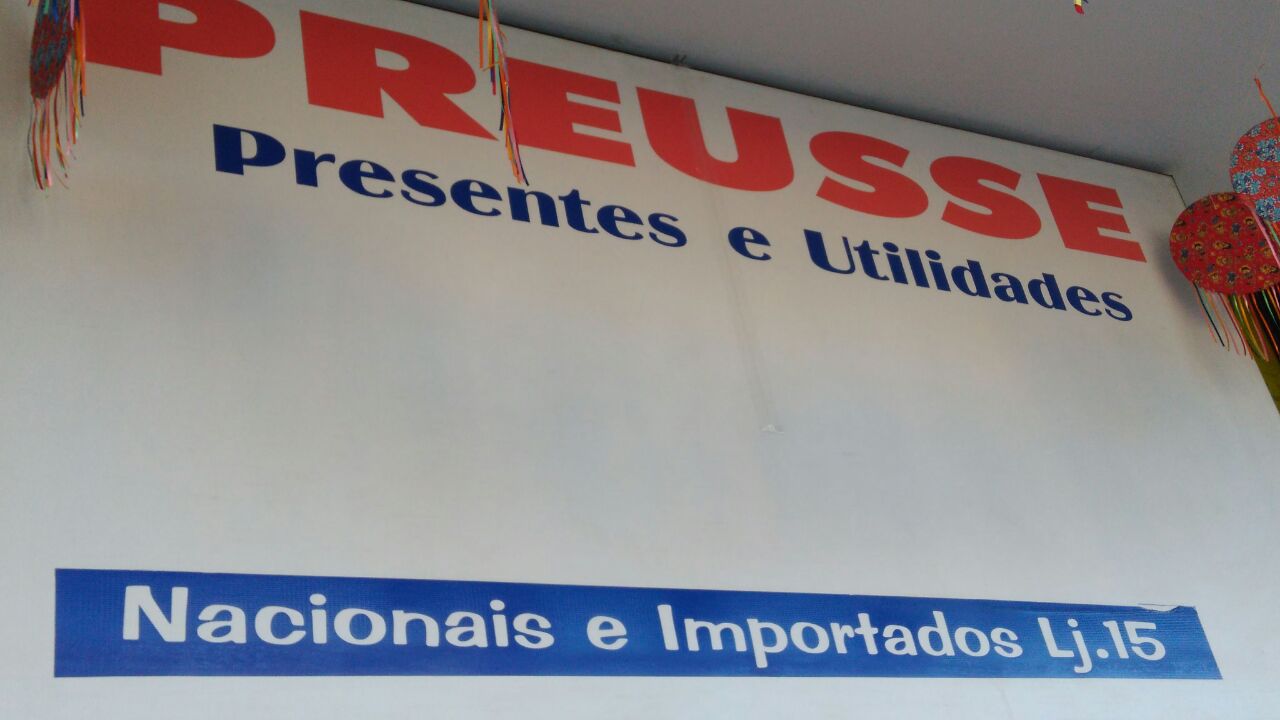 PREUSSE
Presentes e Utilidades
Nacionais e Importados Lj.15